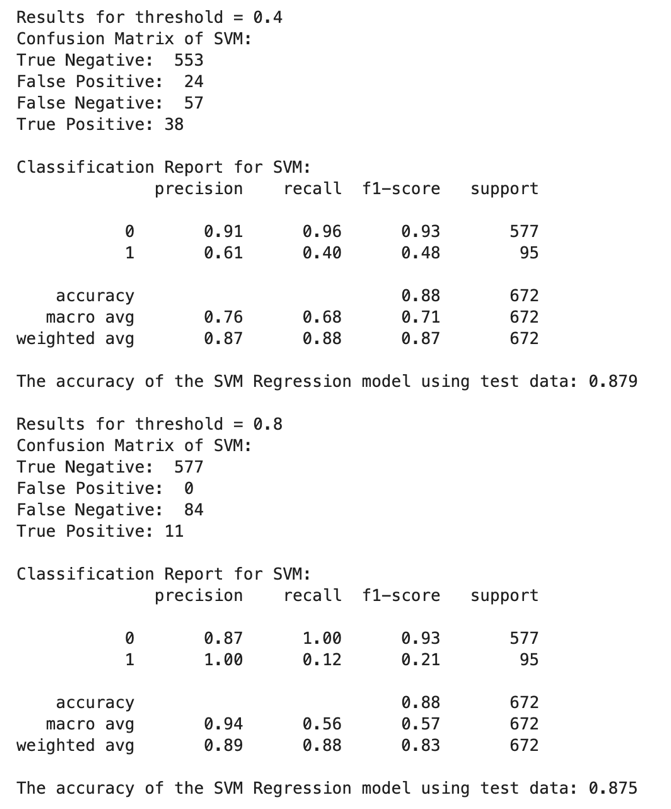 Results for threshold = 0.4
Confusion Matrix of SVM:
True Negative:  553
False Positive:  24
False Negative:  57
True Positive: 38
Classification Report for SVM:
precision    recall  f1-score   support
0       0.91      0.96      0.93       577
1       0.61      0.40      0.48        95
accuracy                           0.88       672
macro avg       0.76      0.68      0.71       672
weighted avg       0.87      0.88      0.87       672
The accuracy of the SVM Regression model using test data: 0.879
Results for threshold = 0.8
Confusion Matrix of SVM:
True Negative:  577
False Positive:  0
False Negative:  84
True Positive: 11
Classification Report for SVM:
precision    recall  f1-score   support
0       0.87      1.00      0.93       577
1       1.00      0.12      0.21        95
accuracy                           0.88       672
macro avg       0.94      0.56      0.57       672
weighted avg       0.89      0.88      0.83       672
The accuracy of the SVM Regression model using test data: 0.875